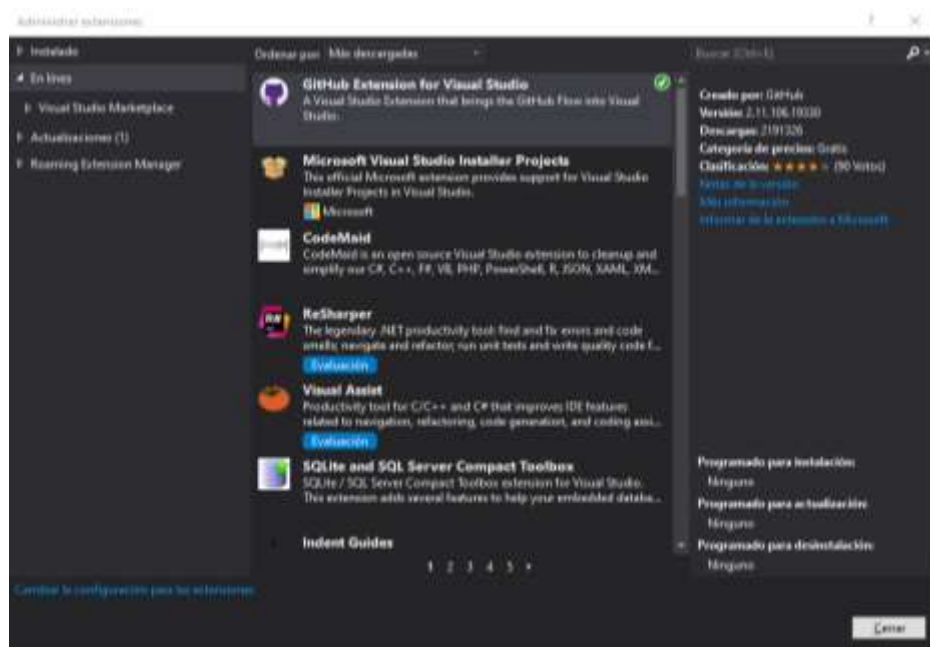 Administrar extensiones
? ×
Instalado
En línea
Visual Studio Marketplace
Actualizaciones (1)
Roaming Extension Manager
Ordenar por: Más descargadas
GitHub Extension for Visual Studio
A Visual Studio Extension that brings the GitHub Flow into Visual
Studio.
Microsoft Visual Studio Installer Projects
This official Microsoft extension provides support for Visual Studio
Installer Projects in Visual Studio.
Microsoft
CodeMaid
CodeMaid is an open source Visual Studio extension to cleanup and
simplify our C#, C++, F#, VB, PHP, PowerShell, R, JSON, XAML, XM...
ReSharper
The legendary .NET productivity tool: find and fix errors and code
smells; navigate and refactor; run unit tests and write quality code f...
Evaluación
Visual Assist
Productivity tool for C/C++ and C# that improves IDE features
related to navigation, refactoring, code generation, and coding assi...
Evaluación
SQLite and SQL Server Compact Toolbox
SQLite / SQL Server Compact Toolbox extension for Visual Studio.
This extension adds several features to help your embedded databa...
Indent Guides
1 2 3 4 5
Buscar (Ctrl+E)
Creado por: GitHub
Versión: 2.11.106.19330
Descargas: 2191326
Categoría de precios: Gratis
Clasificación: (90 Votos)
Notas de la versión
Más información
Informar de la extensión a Microsoft
Programado para instalación:
Ninguno
Programado para actualización:
Ninguno
Programado para desinstalación:
Ninguno
Cambiar la configuración para las extensiones
Cerrar